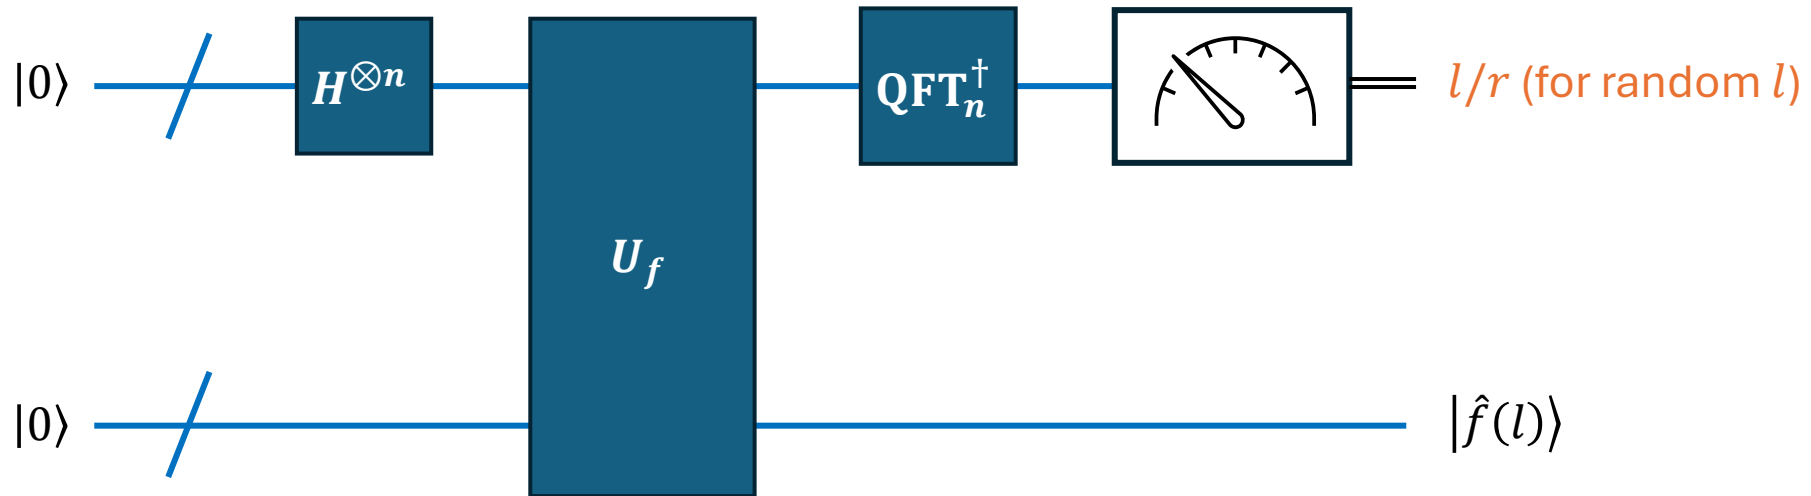 |0⟩
H^{⊗n}
QFT_n^†
l/r (for random l)
U_f
|0⟩
|f̂(l)⟩